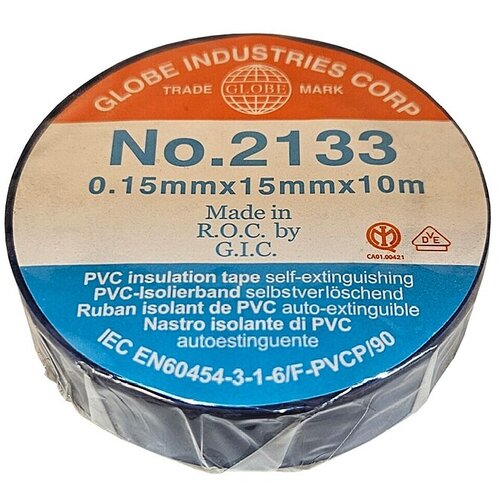 GLOBE INDUSTRIES CORP
TRADE GLOBE MARK
No.2133
0.15mmx15mmx10m
Made in
R.O.C. by
G.I.C.
CA01.00421
DVE
PVC insulation tape self-extinguishing
PVC-Isolierband selbstverlöschend
Ruban isolant de PVC auto-extinguible
Nastro isolante di PVC
autoestinguente
IEC EN60454-3-1-6/F-PVCP/90